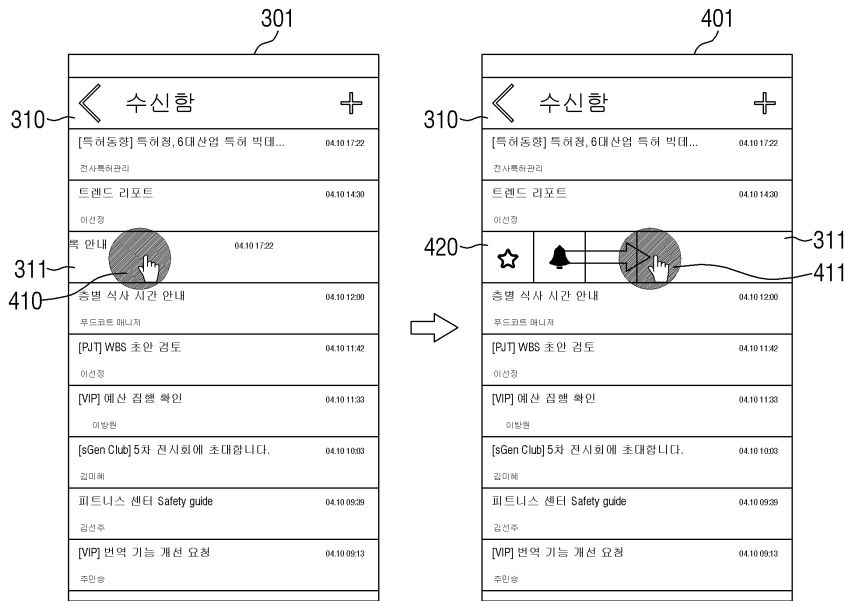 301
310
수신함
[특허동향] 특허청, 6대산업 특허 빅데...
04.10 17:22
전사특허관리
트렌드 리포트
04.10 14:30
이선정
록 안내
04.10 17:22
311
410
층별 식사 시간 안내
04.10 12:00
푸드코트 매니저
[PJT] WBS 초안 검토
04.10 11:42
이선정
[VIP] 예산 집행 확인
04.10 11:33
이방원
[sGen Club] 5차 전시회에 초대합니다.
04.10 10:03
김미혜
피트니스 센터 Safety guide
04.10 09:39
김선주
[VIP] 번역 기능 개선 요청
04.10 09:13
주민승
401
310
수신함
[특허동향] 특허청, 6대산업 특허 빅데...
04.10 17:22
전사특허관리
트렌드 리포트
04.10 14:30
이선정
420
311
411
층별 식사 시간 안내
04.10 12:00
푸드코트 매니저
[PJT] WBS 초안 검토
04.10 11:42
이선정
[VIP] 예산 집행 확인
04.10 11:33
이방원
[sGen Club] 5차 전시회에 초대합니다.
04.10 10:03
김미혜
피트니스 센터 Safety guide
04.10 09:39
김선주
[VIP] 번역 기능 개선 요청
04.10 09:13
주민승